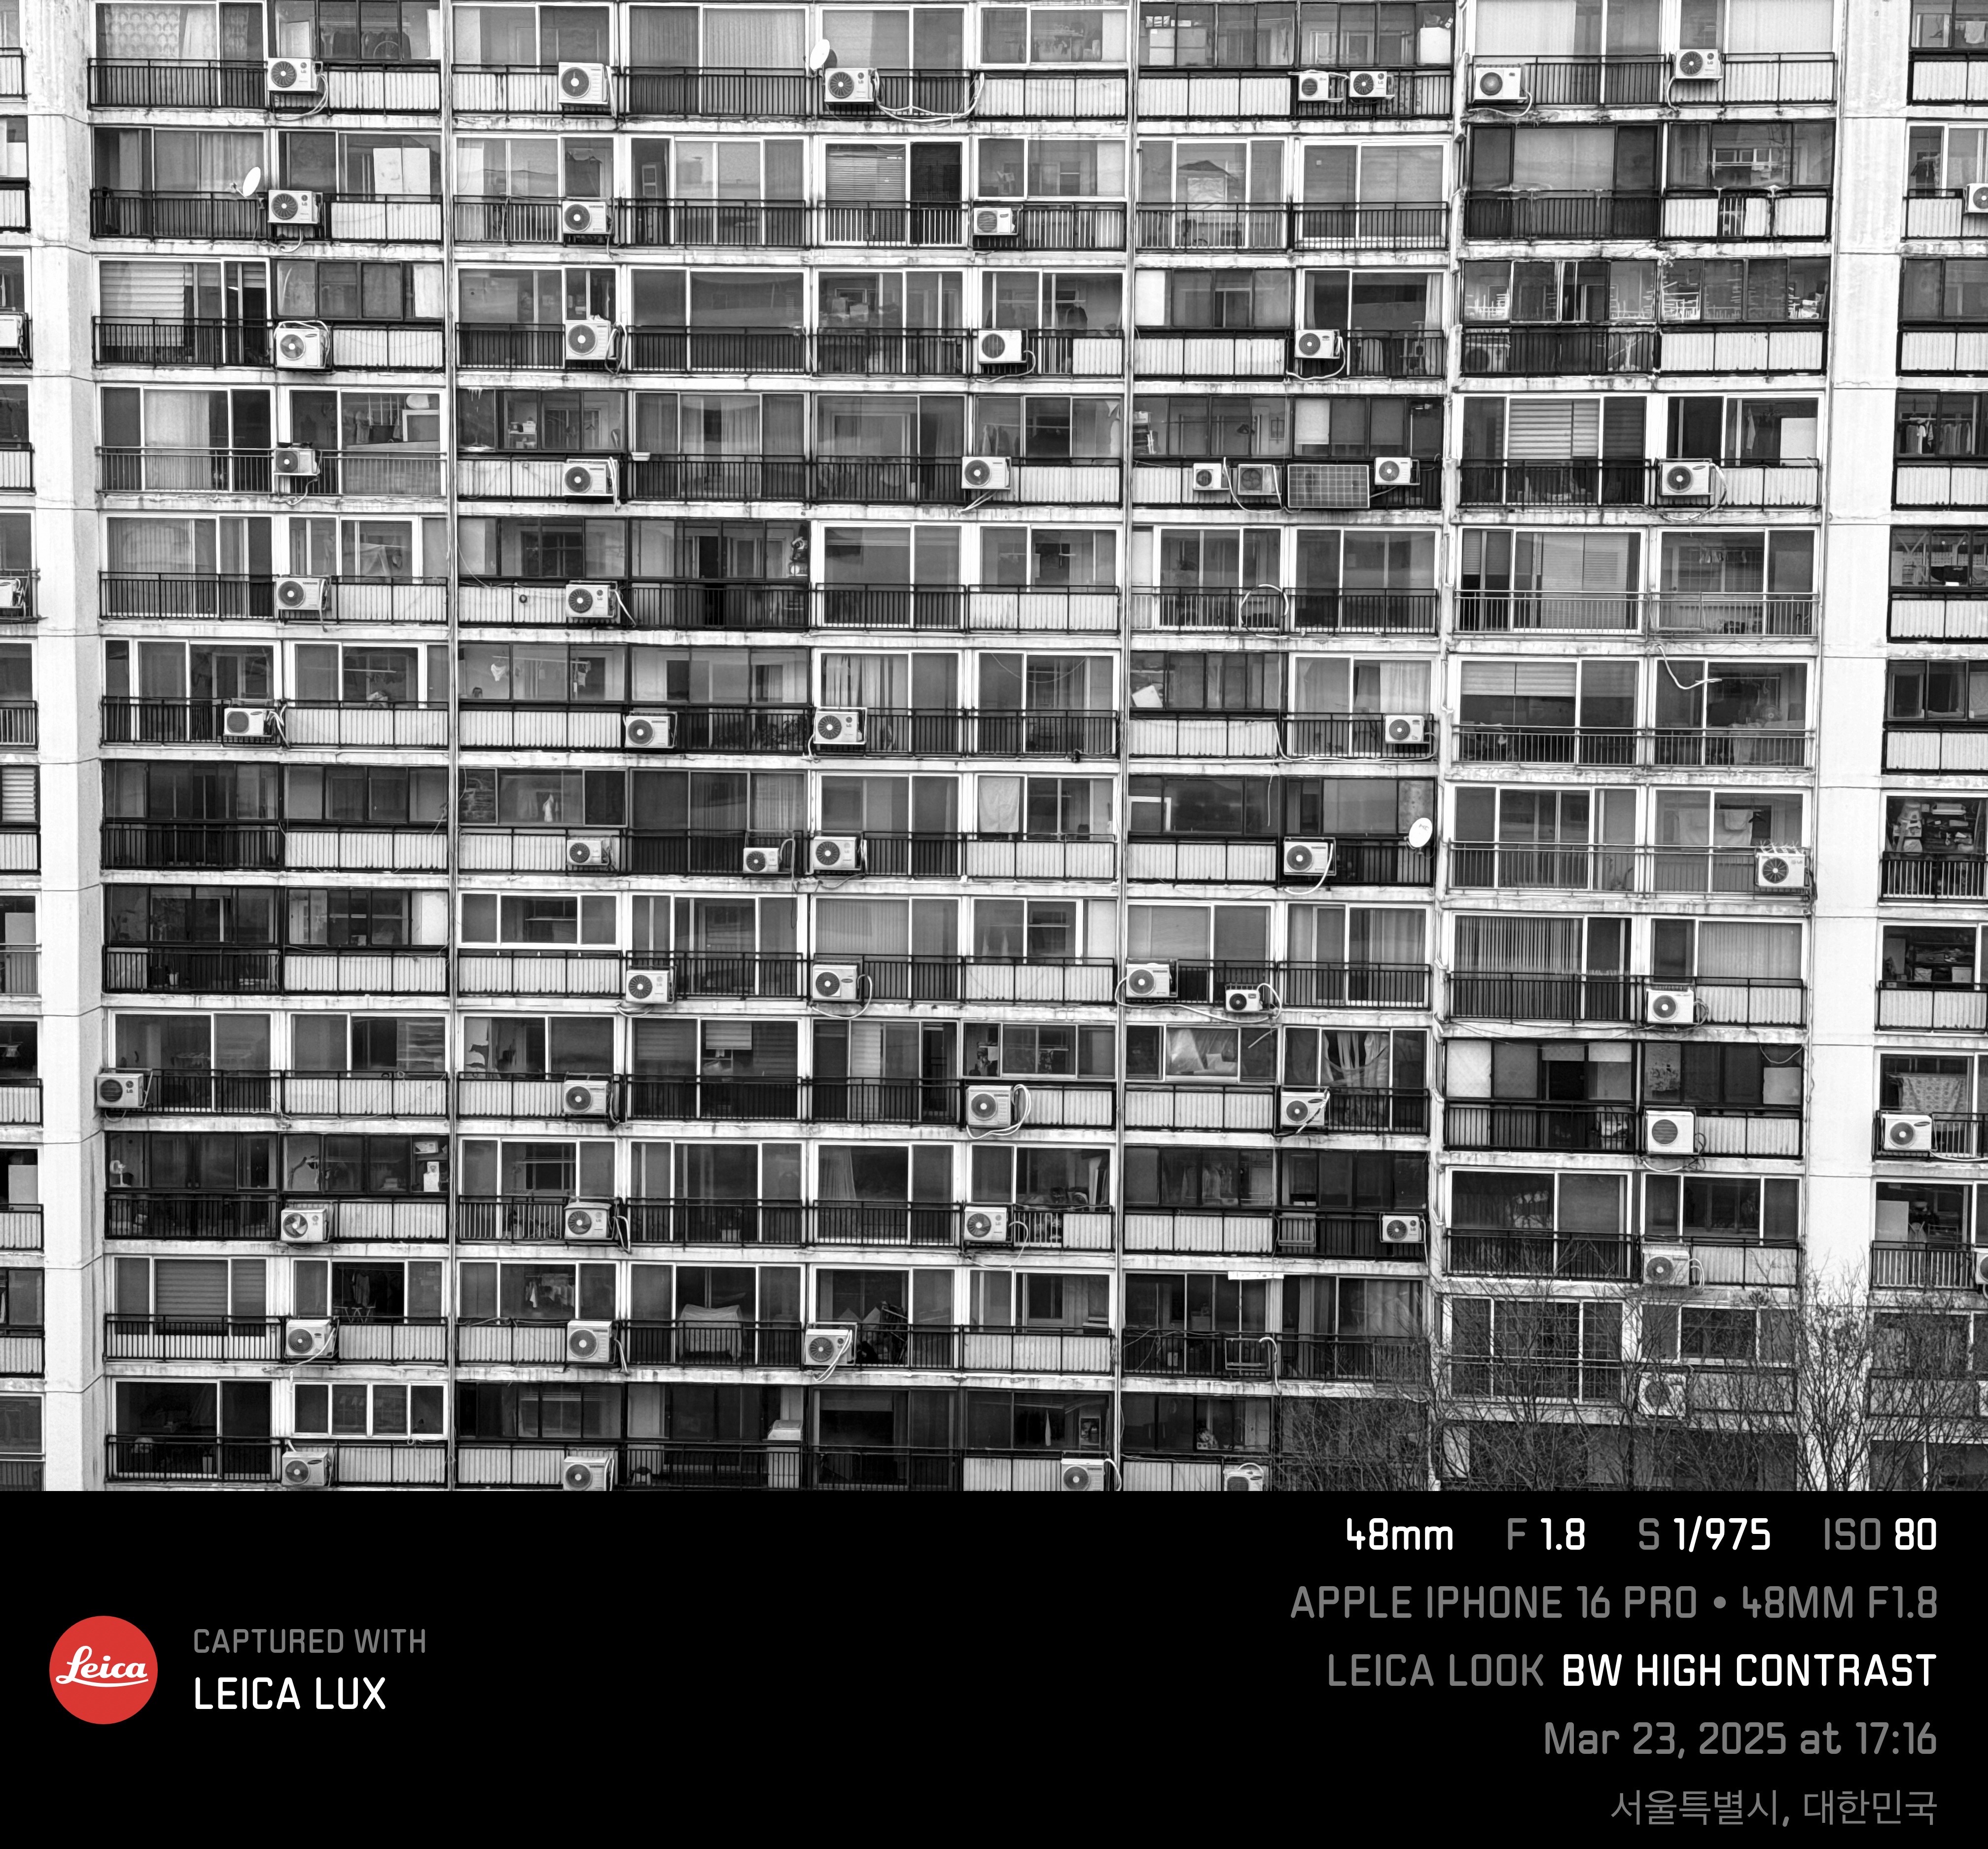 48mm F 1.8 S 1/975 ISO 80
APPLE IPHONE 16 PRO • 48MM F1.8
Leica
CAPTURED WITH
LEICA LUX
LEICA LOOK BW HIGH CONTRAST
Mar 23, 2025 at 17:16
서울특별시, 대한민국